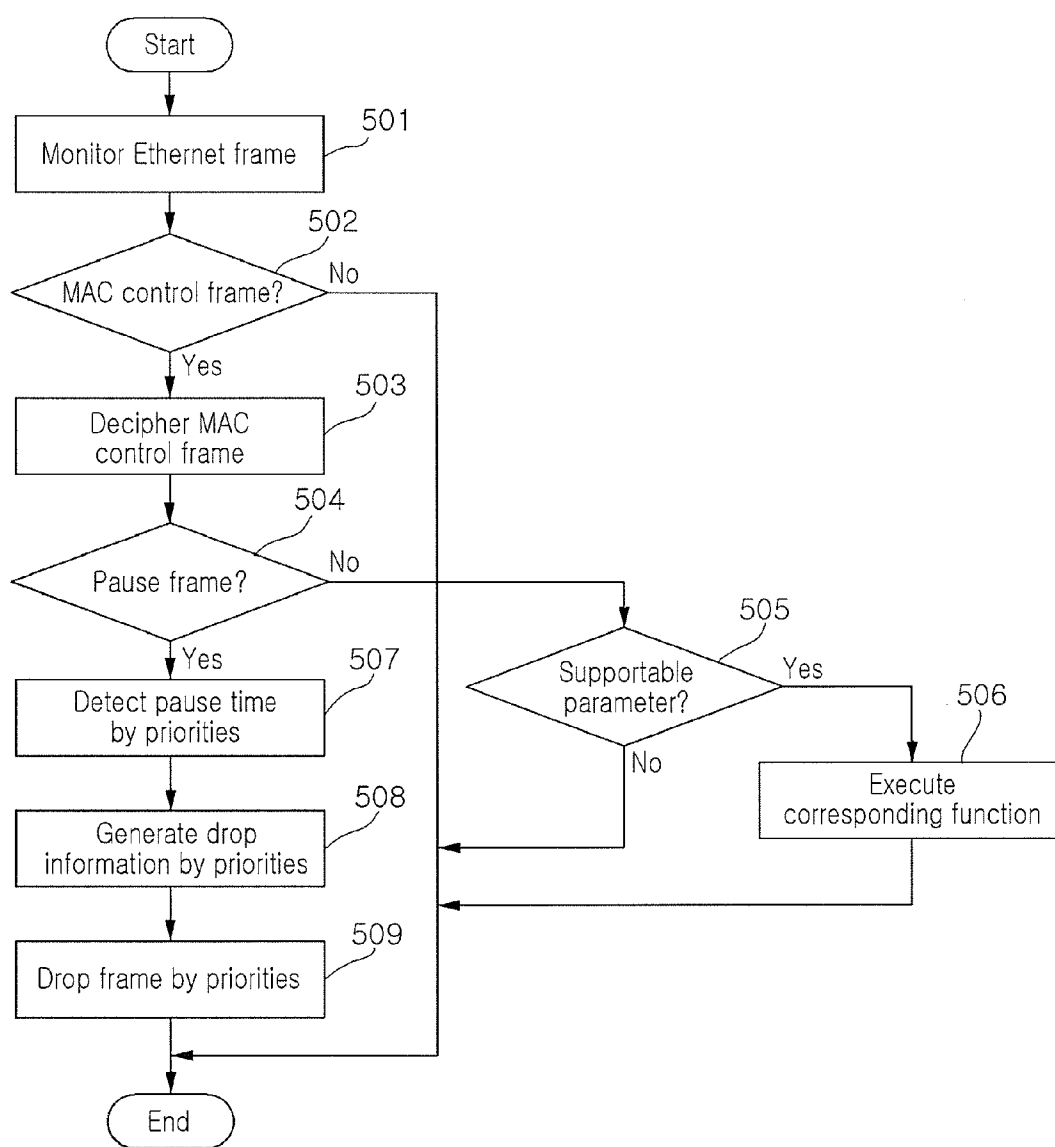 Start
501
Monitor Ethernet frame
502
MAC control frame?
No
Yes
503
Decipher MAC
control frame
504
Pause frame?
No
Yes
505
Supportable
parameter?
Yes
No
506
Execute
corresponding function
507
Detect pause time
by priorities
508
Generate drop
information by priorities
509
Drop frame by priorities
End